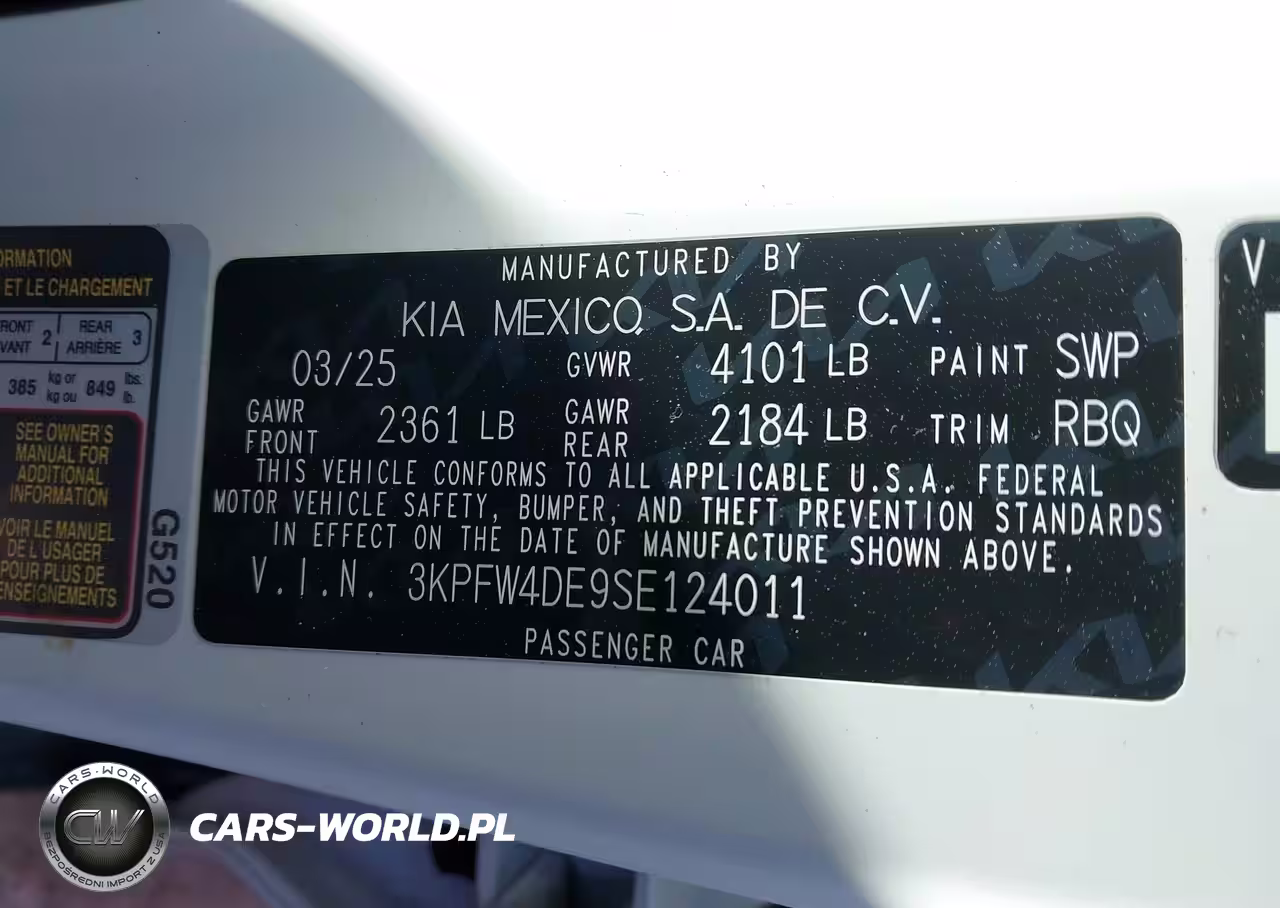 ORMATION
ET LE CHARGEMENT
RONT 2 REAR 3
VANT ARRIÈRE
385 kg or 849 lbs.
kg ou lb.
SEE OWNER'S
MANUAL FOR
ADDITIONAL
INFORMATION
VOIR LE MANUEL
DE L USAGER
POUR PLUS DE
ENSEIGNEMENTS
G520
MANUFACTURED BY
KIA MEXICO, S.A. DE C.V.
03/25 GVWR 4101 LB PAINT SWP
GAWR FRONT 2361 LB GAWR REAR 2184 LB TRIM RBQ
THIS VEHICLE CONFORMS TO ALL APPLICABLE U.S.A. FEDERAL
MOTOR VEHICLE SAFETY, BUMPER, AND THEFT PREVENTION STANDARDS
IN EFFECT ON THE DATE OF MANUFACTURE SHOWN ABOVE.
V.I.N. 3KPFW4DE9SE124011
PASSENGER CAR
V
CARS-WORLD
CW
BEZPOŚREDNI IMPORT Z USA
CARS-WORLD.PL